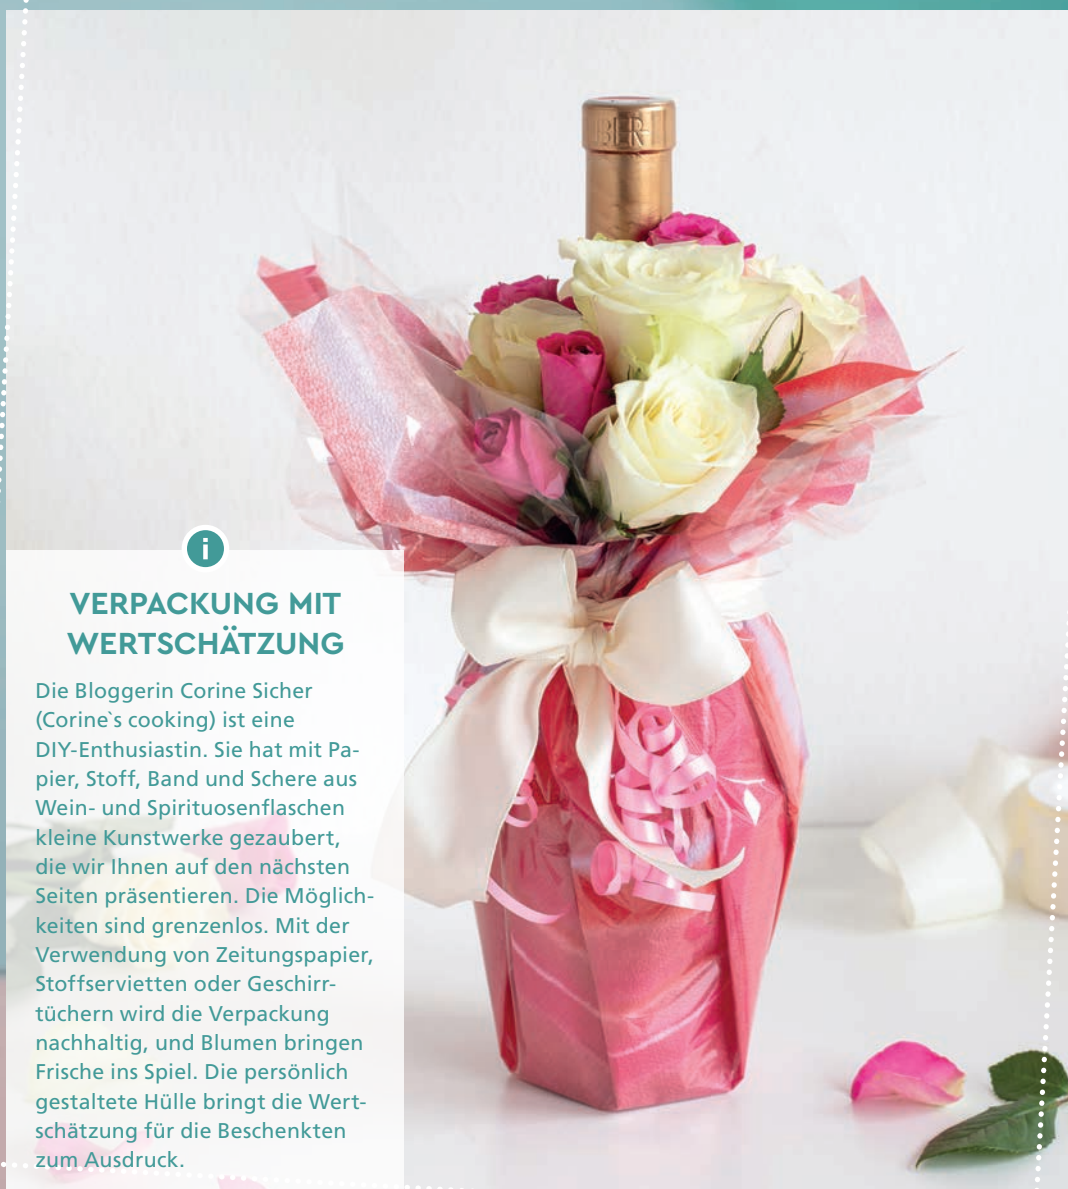 BER
i
VERPACKUNG MIT
WERTSCHÄTZUNG
Die Bloggerin Corine Sicher
(Corine`s cooking) ist eine
DIY-Enthusiastin. Sie hat mit Pa-
pier, Stoff, Band und Schere aus
Wein- und Spirituosenflaschen
kleine Kunstwerke gezaubert,
die wir Ihnen auf den nächsten
Seiten präsentieren. Die Möglich-
keiten sind grenzenlos. Mit der
Verwendung von Zeitungspapier,
Stoffservietten oder Geschirr-
tüchern wird die Verpackung
nachhaltig, und Blumen bringen
Frische ins Spiel. Die persönlich
gestaltete Hülle bringt die Wert-
schätzung für die Beschenkten
zum Ausdruck.